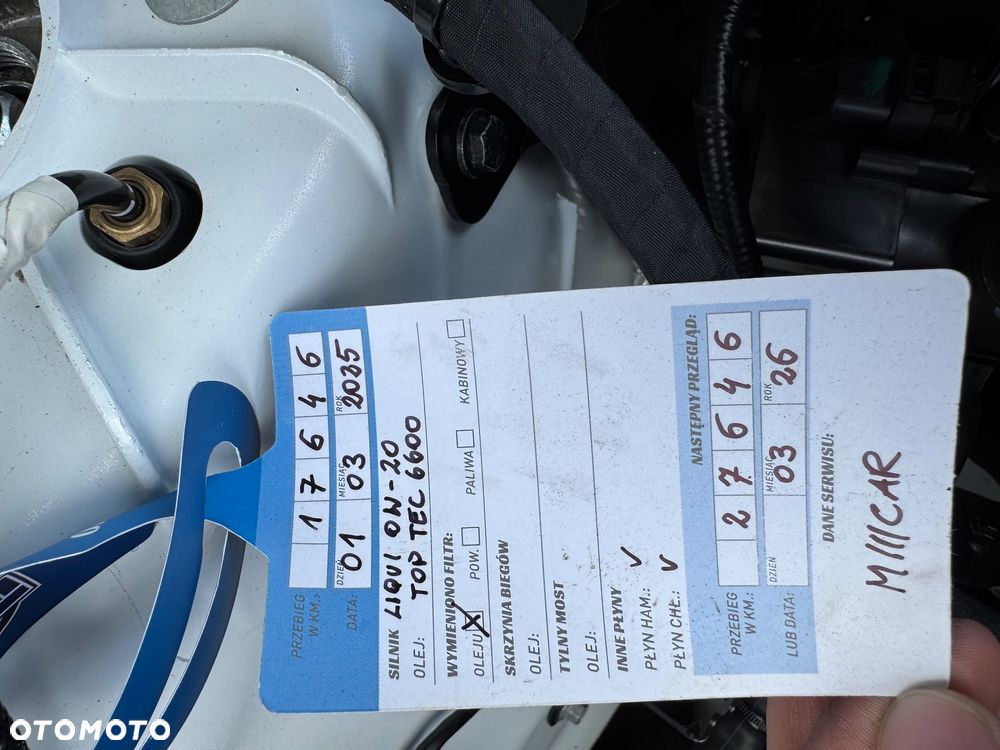 PRZEBIEG W KM.: 1 7 6 4 6
DZIEŃ MIESIĄC ROK
DATA: 01 03 2035
SILNIK LIQUI OW-20
OLEJ: TOP TEC 6600
WYMIENIONO FILTR:
OLEJU X POW. PALIWA KABINOWY
SKRZYNIA BIEGÓW
OLEJ:
TYLNY MOST
OLEJ:
INNE PŁYNY
PŁYN HAM.: ✓
PŁYN CHŁ.: ✓
NASTĘPNY PRZEGLĄD:
PRZEBIEG W KM.: 2 7 6 4 6
DZIEŃ MIESIĄC ROK
LUB DATA: 03 26
DANE SERWISU:
M///CAR
OTOMOTO